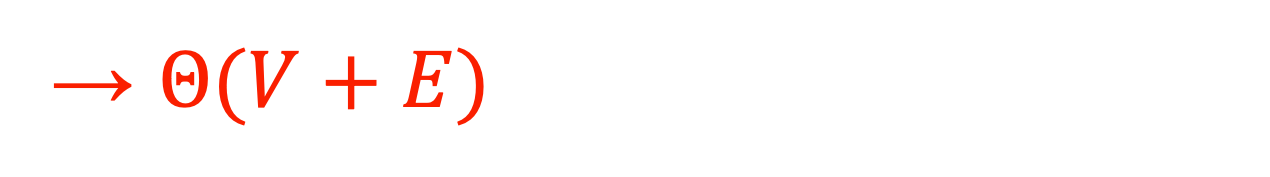 → Θ(V + E)